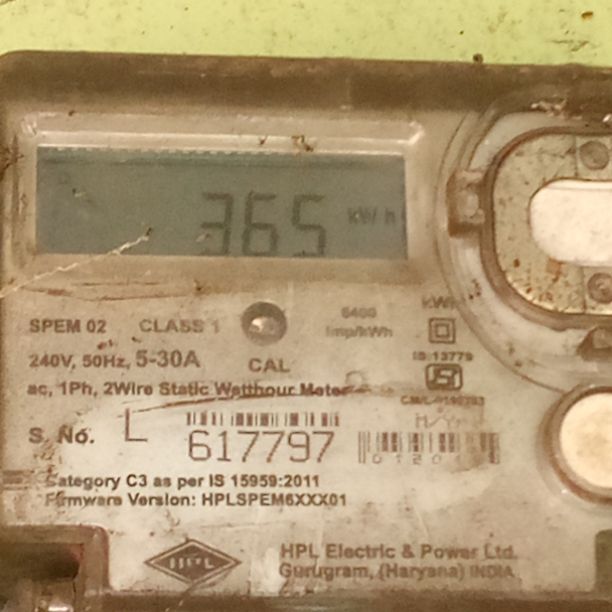 365 kWh
SPEM 02 CLASS 1
6400
imp/kWh
kWh
240V, 50Hz, 5-30A CAL
IS:13779
ac, 1Ph, 2Wire Static Watthour Meter
S. No. L 617797
M/Yr
0120
Category C3 as per IS 15959:2011
Firmware Version: HPLSPEM6XXX01
HPL
HPL Electric & Power Ltd.
Gurugram, (Haryana) INDIA